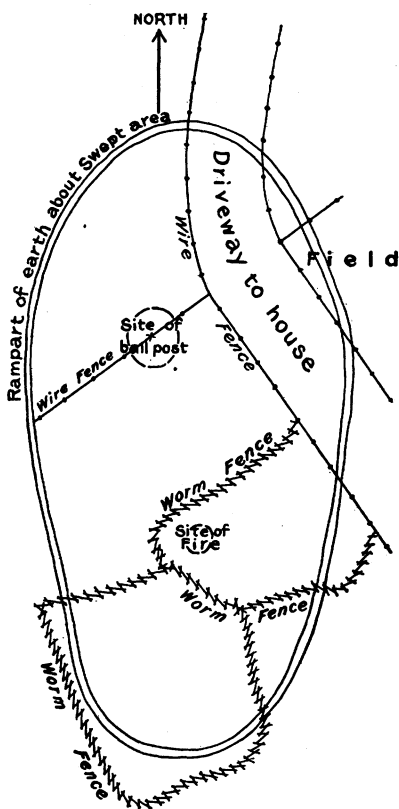 NORTH
Rampart of earth about Swept area
Driveway to house
Wire
Field
Site of
ball post
Fence
Wire Fence
Worm Fence
Site of
Fire
Worm
Fence
Worm
Fence